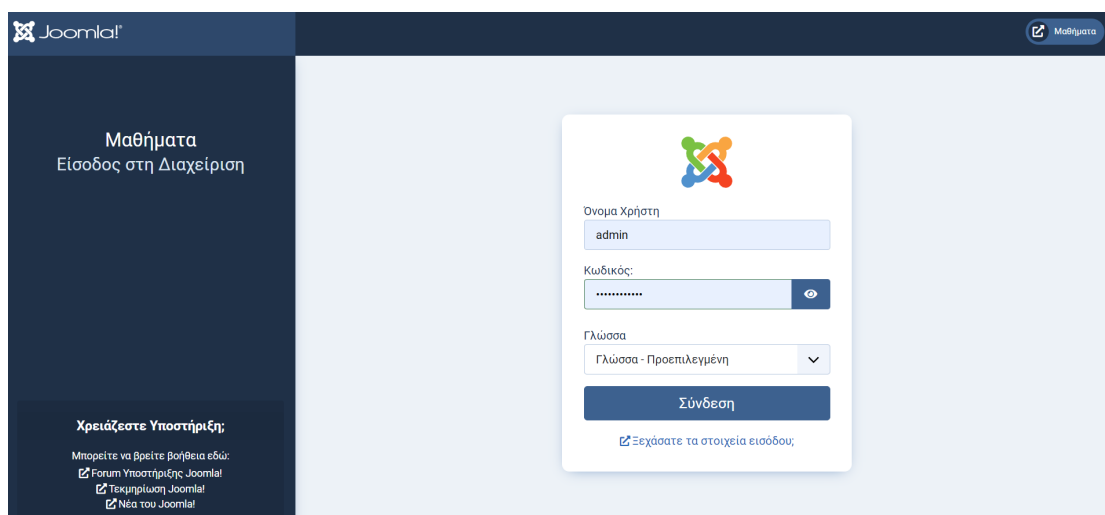 Joomla!®
Μαθήματα
Μαθήματα
Είσοδος στη Διαχείριση
Όνομα Χρήστη
admin
Κωδικός:
••••••••••••
Γλώσσα
Γλώσσα - Προεπιλεγμένη
Σύνδεση
Ξεχάσατε τα στοιχεία εισόδου;
Χρειάζεστε Υποστήριξη;
Μπορείτε να βρείτε βοήθεια εδώ:
Forum Υποστήριξης Joomla!
Τεκμηρίωση Joomla!
Νέα του Joomla!